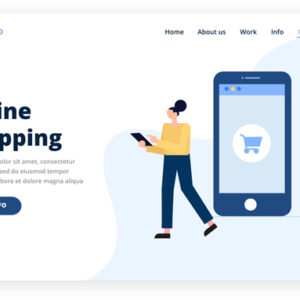 Home About us Work Info
ine
pping
olor sit amet, consectetur
sed do eiusmod tempor
bore et dolore magna aliqua
FO